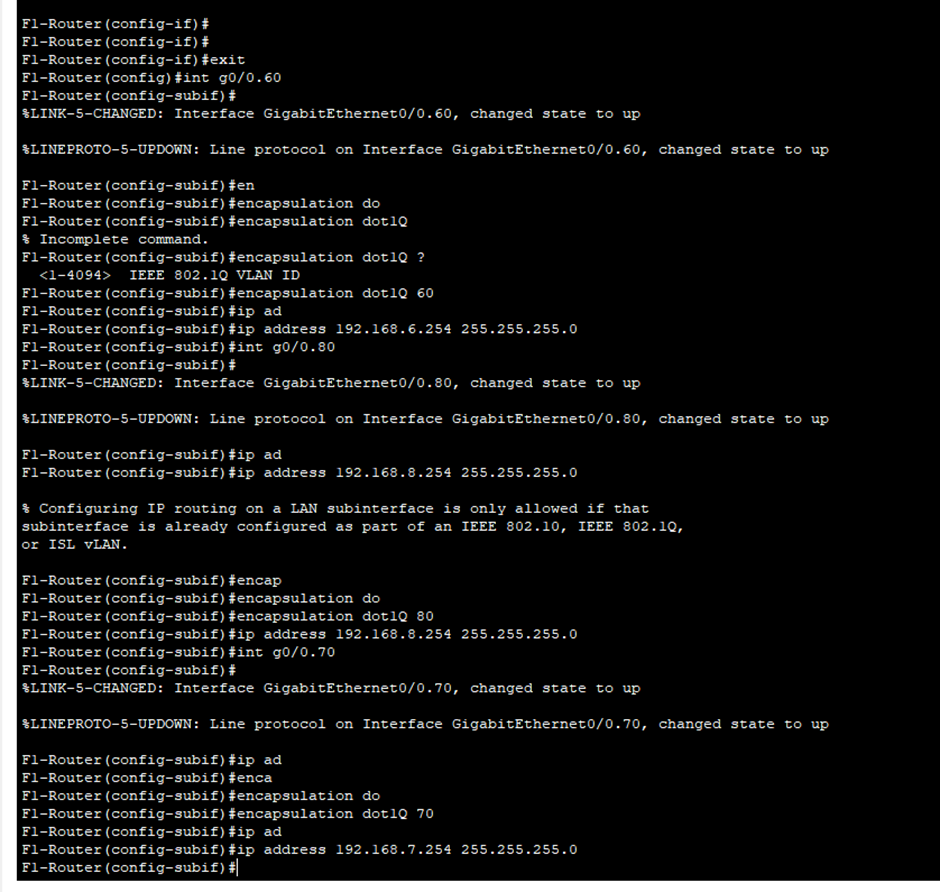 F1-Router(config-if)#
F1-Router(config-if)#
F1-Router(config-if)#exit
F1-Router(config)#int g0/0.60
F1-Router(config-subif)#
%LINK-5-CHANGED: Interface GigabitEthernet0/0.60, changed state to up
%LINEPROTO-5-UPDOWN: Line protocol on Interface GigabitEthernet0/0.60, changed state to up
F1-Router(config-subif)#en
F1-Router(config-subif)#encapsulation do
F1-Router(config-subif)#encapsulation dot1Q
% Incomplete command.
F1-Router(config-subif)#encapsulation dot1Q ?
<1-4094> IEEE 802.1Q VLAN ID
F1-Router(config-subif)#encapsulation dot1Q 60
F1-Router(config-subif)#ip ad
F1-Router(config-subif)#ip address 192.168.6.254 255.255.255.0
F1-Router(config-subif)#int g0/0.80
F1-Router(config-subif)#
%LINK-5-CHANGED: Interface GigabitEthernet0/0.80, changed state to up
%LINEPROTO-5-UPDOWN: Line protocol on Interface GigabitEthernet0/0.80, changed state to up
F1-Router(config-subif)#ip ad
F1-Router(config-subif)#ip address 192.168.8.254 255.255.255.0
% Configuring IP routing on a LAN subinterface is only allowed if that
subinterface is already configured as part of an IEEE 802.10, IEEE 802.1Q,
or ISL vLAN.
F1-Router(config-subif)#encap
F1-Router(config-subif)#encapsulation do
F1-Router(config-subif)#encapsulation dot1Q 80
F1-Router(config-subif)#ip address 192.168.8.254 255.255.255.0
F1-Router(config-subif)#int g0/0.70
F1-Router(config-subif)#
%LINK-5-CHANGED: Interface GigabitEthernet0/0.70, changed state to up
%LINEPROTO-5-UPDOWN: Line protocol on Interface GigabitEthernet0/0.70, changed state to up
F1-Router(config-subif)#ip ad
F1-Router(config-subif)#enca
F1-Router(config-subif)#encapsulation do
F1-Router(config-subif)#encapsulation dot1Q 70
F1-Router(config-subif)#ip ad
F1-Router(config-subif)#ip address 192.168.7.254 255.255.255.0
F1-Router(config-subif)#